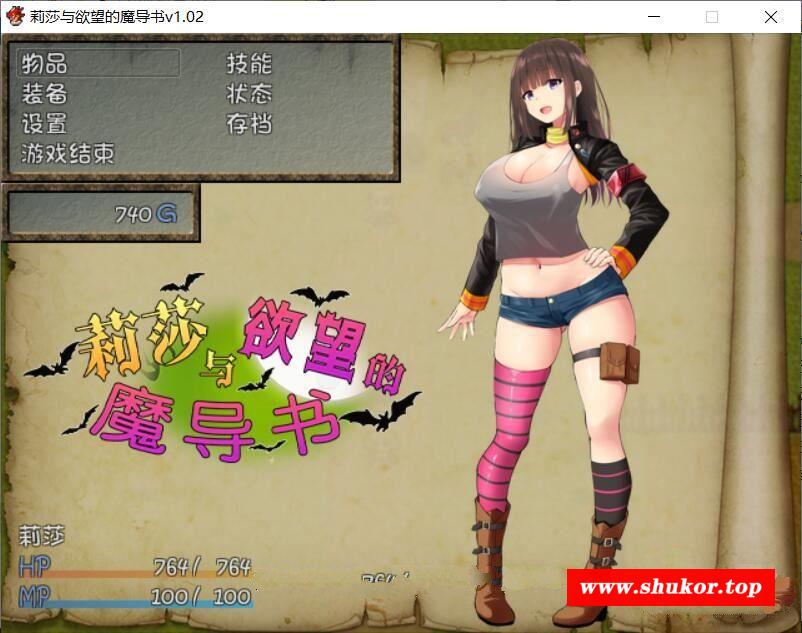 莉莎与欲望的魔导书v1.02
物品 技能
装备 状态
设置 存档
游戏结束
740 G
莉莎与欲望的
魔导书
莉莎
HP 764/ 764
MP 100/ 100
www.shukor.top